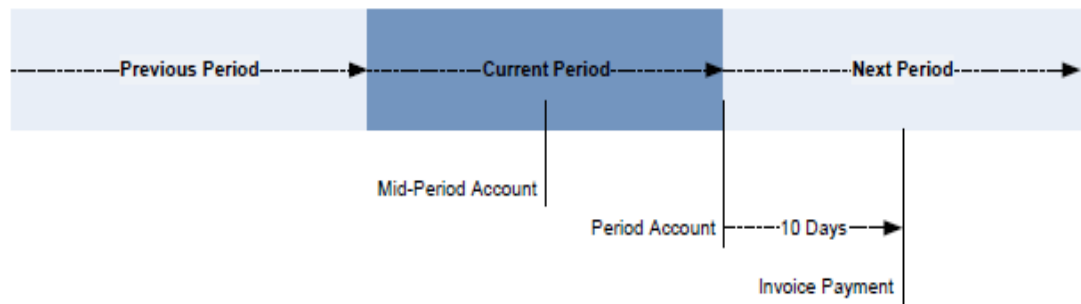 Previous Period
Current Period
Next Period
Mid-Period Account
Period Account
10 Days
Invoice Payment